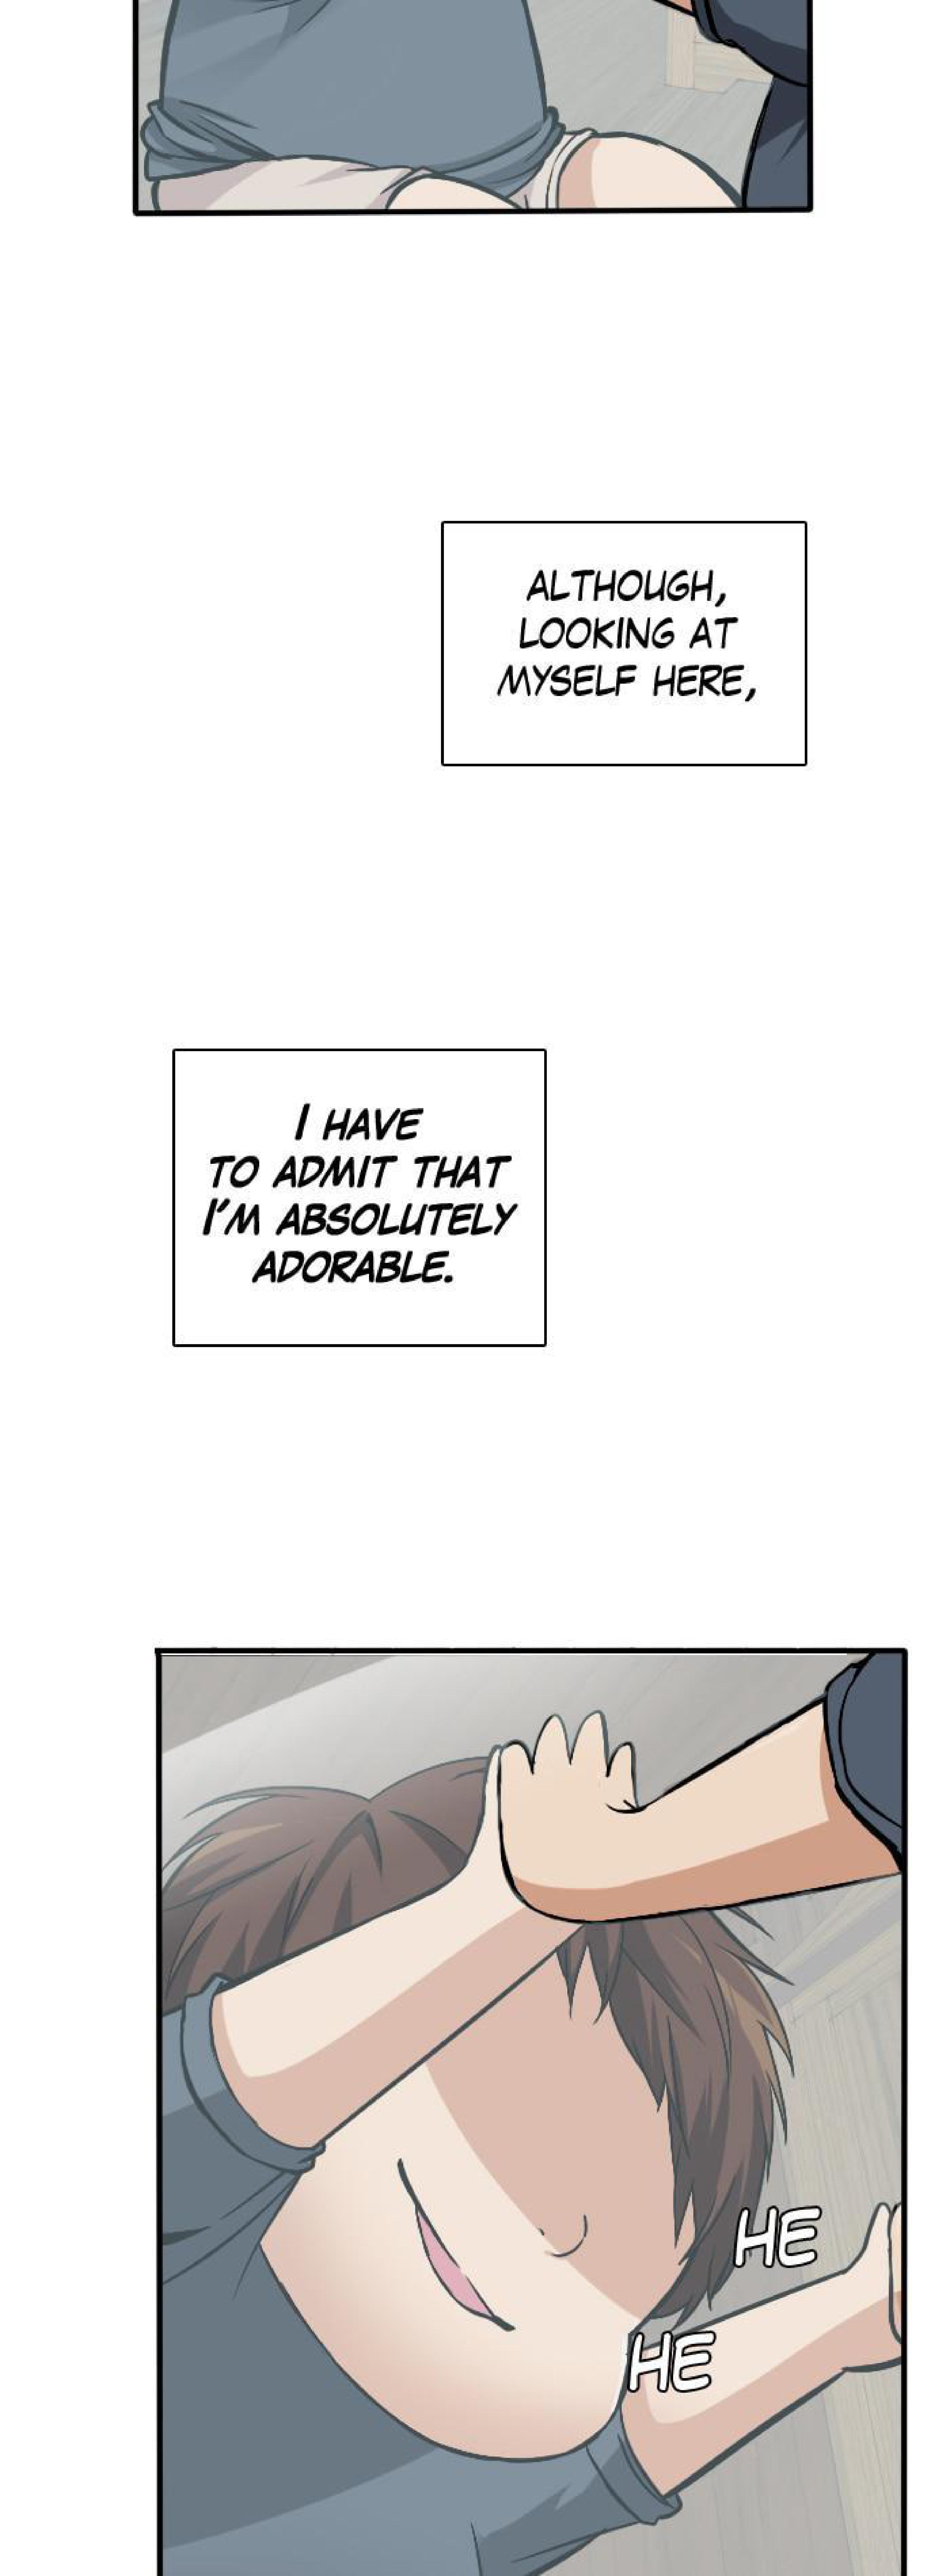 ALTHOUGH,
LOOKING AT
MYSELF HERE,
I HAVE
TO ADMIT THAT
I'M ABSOLUTELY
ADORABLE.
HE
HE